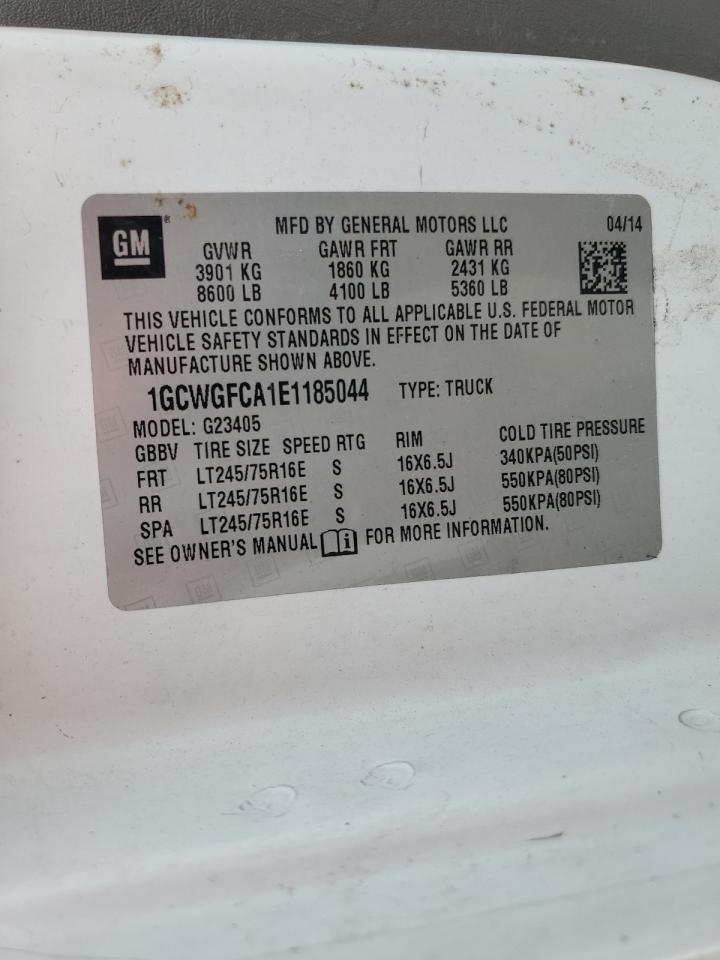 GM ® MFD BY GENERAL MOTORS LLC 04/14
GVWR GAWR FRT GAWR RR
3901 KG 1860 KG 2431 KG
8600 LB 4100 LB 5360 LB
THIS VEHICLE CONFORMS TO ALL APPLICABLE U.S. FEDERAL MOTOR
VEHICLE SAFETY STANDARDS IN EFFECT ON THE DATE OF
MANUFACTURE SHOWN ABOVE.
1GCWGFCA1E1185044 TYPE: TRUCK
MODEL: G23405
GBBV TIRE SIZE SPEED RTG RIM COLD TIRE PRESSURE
FRT LT245/75R16E S 16X6.5J 340KPA(50PSI)
RR LT245/75R16E S 16X6.5J 550KPA(80PSI)
SPA LT245/75R16E S 16X6.5J 550KPA(80PSI)
SEE OWNER'S MANUAL i FOR MORE INFORMATION.